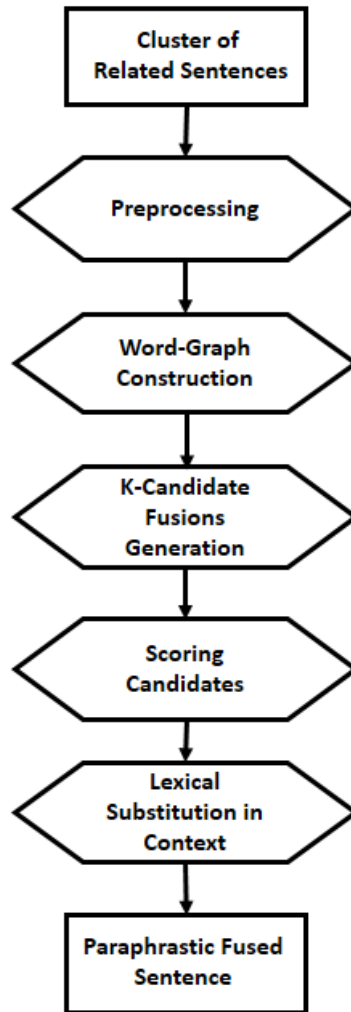 Cluster of
Related Sentences
Preprocessing
Word-Graph
Construction
K-Candidate
Fusions
Generation
Scoring
Candidates
Lexical
Substitution in
Context
Paraphrastic Fused
Sentence